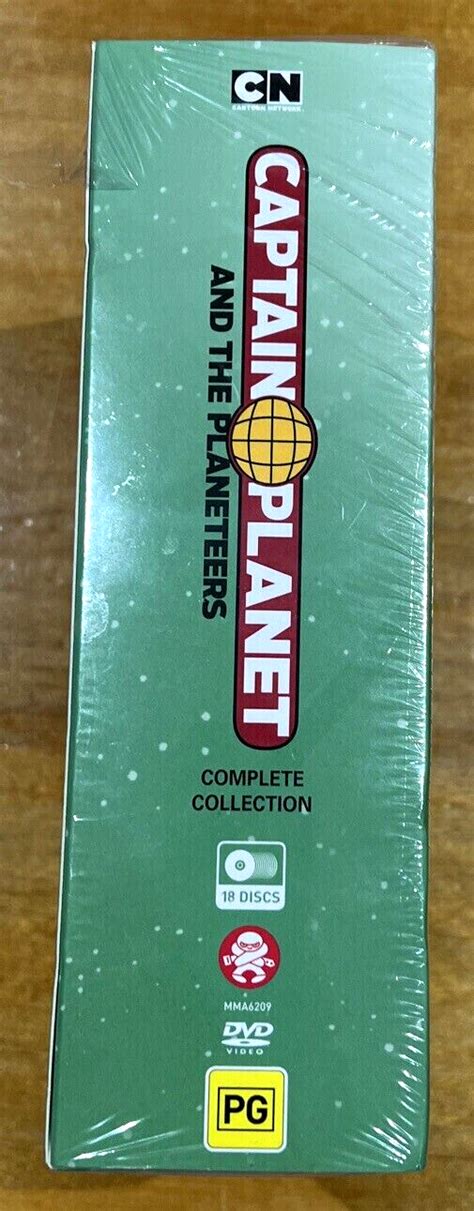 CN
CARTOON NETWORK
CAPTAIN PLANET
AND THE PLANETEERS
COMPLETE
COLLECTION
18 DISCS
MMA6209
DVD
VIDEO
PG